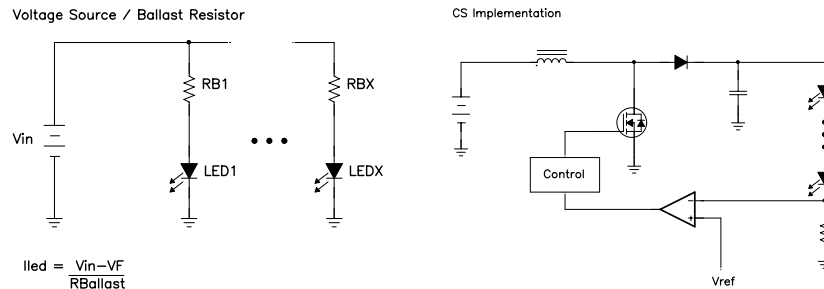 Voltage Source / Ballast Resistor
CS Implementation
RB1
RBX
Vin
LED1
LEDX
Control
−
+
Vref
Iled = Vin−VF
RBallast